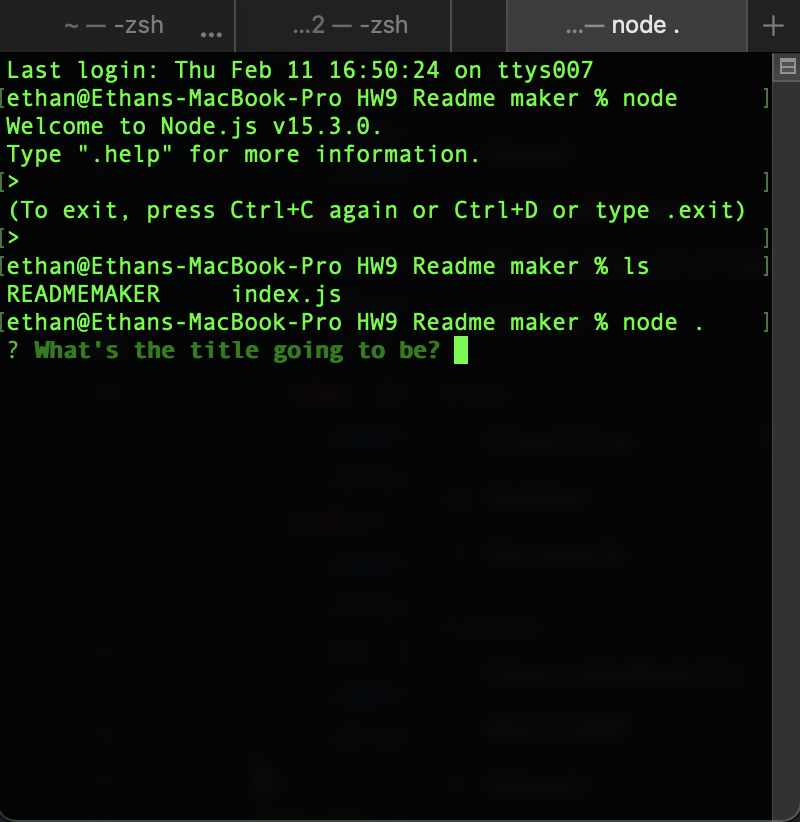 ~ — -zsh ...
...2 — -zsh
...— node .
+
Last login: Thu Feb 11 16:50:24 on ttys007
[ethan@Ethans-MacBook-Pro HW9 Readme maker % node ]
Welcome to Node.js v15.3.0.
Type ".help" for more information.
[> ]
(To exit, press Ctrl+C again or Ctrl+D or type .exit)
[> ]
[ethan@Ethans-MacBook-Pro HW9 Readme maker % ls ]
READMEMAKER index.js
[ethan@Ethans-MacBook-Pro HW9 Readme maker % node . ]
? What's the title going to be?